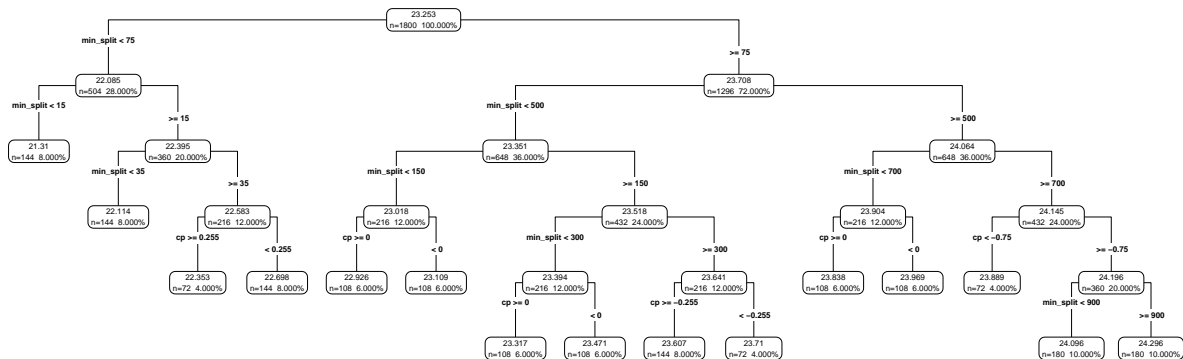 23.253
n=1800 100.000%
min_split < 75
>= 75
22.085
n=504 28.000%
23.708
n=1296 72.000%
min_split < 15
>= 15
min_split < 500
>= 500
21.31
n=144 8.000%
22.395
n=360 20.000%
23.351
n=648 36.000%
24.064
n=648 36.000%
min_split < 35
>= 35
min_split < 150
>= 150
min_split < 700
>= 700
22.114
n=144 8.000%
22.583
n=216 12.000%
23.018
n=216 12.000%
23.518
n=432 24.000%
23.904
n=216 12.000%
24.145
n=432 24.000%
cp >= 0.255
< 0.255
cp >= 0
< 0
min_split < 300
>= 300
cp >= 0
< 0
cp < −0.75
>= −0.75
22.353
n=72 4.000%
22.698
n=144 8.000%
22.926
n=108 6.000%
23.109
n=108 6.000%
23.394
n=216 12.000%
23.641
n=216 12.000%
23.838
n=108 6.000%
23.969
n=108 6.000%
23.889
n=72 4.000%
24.196
n=360 20.000%
cp >= 0
< 0
cp >= −0.255
< −0.255
min_split < 900
>= 900
23.317
n=108 6.000%
23.471
n=108 6.000%
23.607
n=144 8.000%
23.71
n=72 4.000%
24.096
n=180 10.000%
24.296
n=180 10.000%